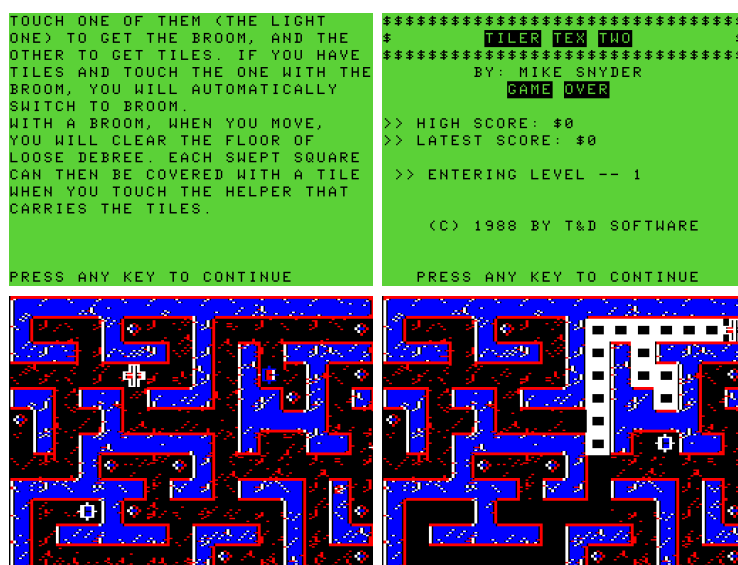 TOUCH ONE OF THEM (THE LIGHT
ONE) TO GET THE BROOM, AND THE
OTHER TO GET TILES. IF YOU HAVE
TILES AND TOUCH THE ONE WITH THE
BROOM, YOU WILL AUTOMATICALLY
SWITCH TO BROOM.
WITH A BROOM, WHEN YOU MOVE,
YOU WILL CLEAR THE FLOOR OF
LOOSE DEBREE. EACH SWEPT SQUARE
CAN THEN BE COVERED WITH A TILE
WHEN YOU TOUCH THE HELPER THAT
CARRIES THE TILES.
PRESS ANY KEY TO CONTINUE
$$$$$$$$$$$$$$$$$$$$$$$$$$$$$$$$
$ TILER TEX TWO $
$$$$$$$$$$$$$$$$$$$$$$$$$$$$$$$$
BY: MIKE SNYDER
GAME OVER
>> HIGH SCORE: $0
>> LATEST SCORE: $0
>> ENTERING LEVEL -- 1
(C) 1988 BY T&D SOFTWARE
PRESS ANY KEY TO CONTINUE